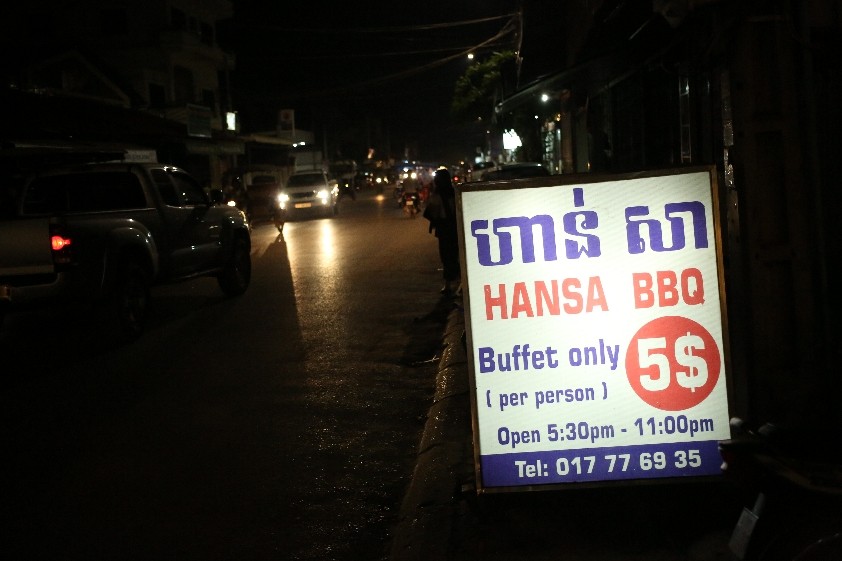 ហាន់ សា
HANSA BBQ
Buffet only 5$
( per person )
Open 5:30pm - 11:00pm
Tel: 017 77 69 35